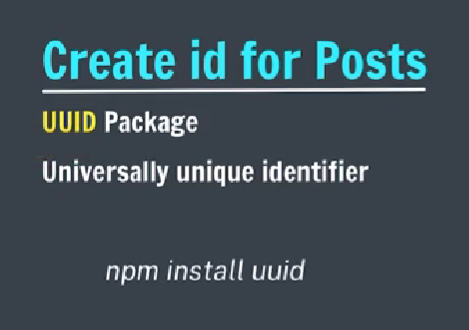 Create id for Posts
UUID Package
Universally unique identifier
npm install uuid